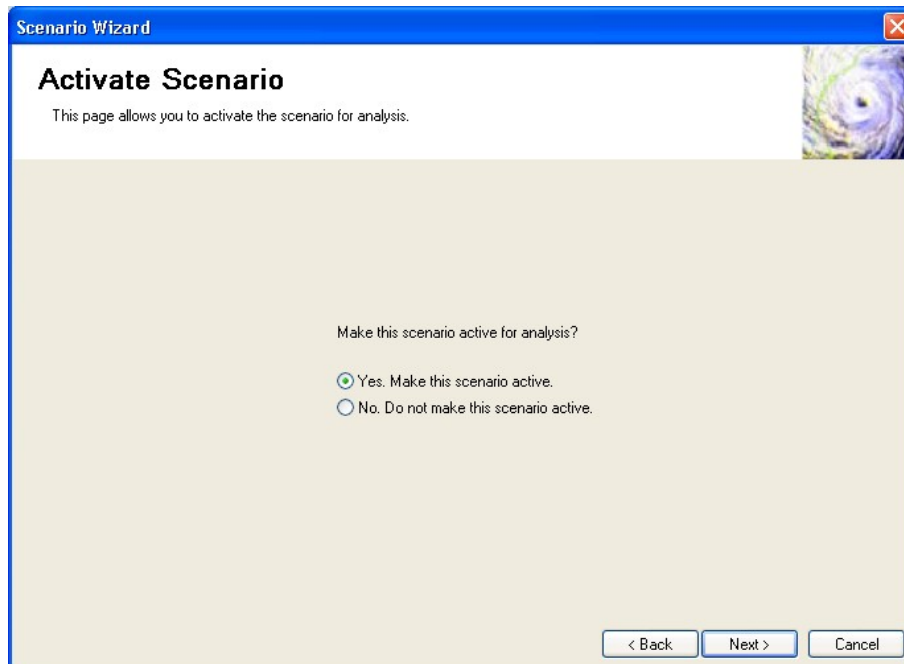 Scenario Wizard
Activate Scenario
This page allows you to activate the scenario for analysis.
Make this scenario active for analysis?
Yes. Make this scenario active.
No. Do not make this scenario active.
< Back Next > Cancel